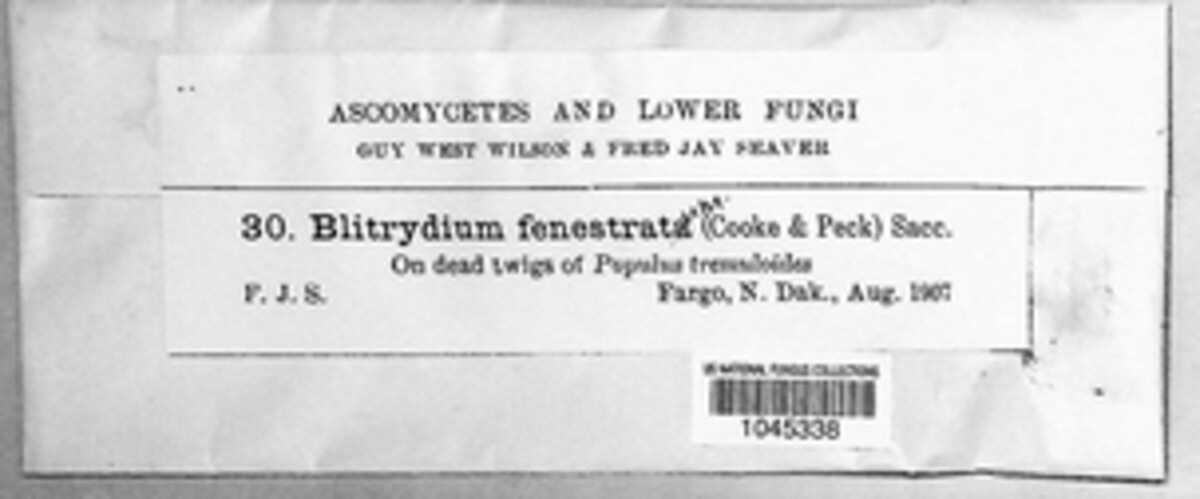 ASCOMYCETES AND LOWER FUNGI
GUY WEST WILSON & FRED JAY SEAVER
30. Blitrydium fenestrata (Cooke & Peck) Sacc.
On dead twigs of Populus tremuloides
F. J. S. Fargo, N. Dak., Aug. 1907
US NATIONAL FUNGUS COLLECTIONS
1045338